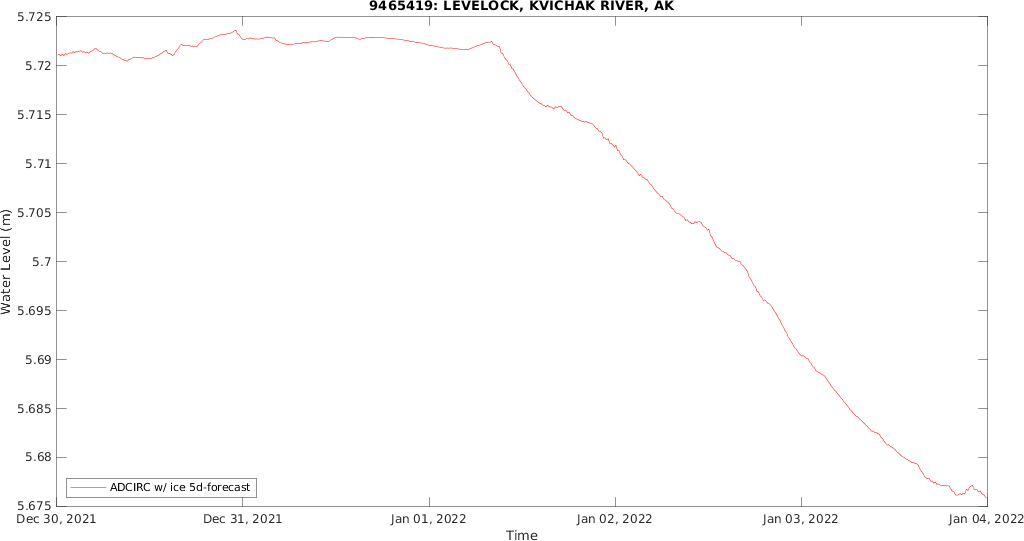 9465419: LEVELOCK, KVICHAK RIVER, AK
5.725
5.72
5.715
5.71
5.705
5.7
5.695
5.69
5.685
5.68
5.675
Water Level (m)
ADCIRC w/ ice 5d-forecast
Dec 30, 2021 Dec 31, 2021 Jan 01, 2022 Jan 02, 2022 Jan 03, 2022 Jan 04, 2022
Time